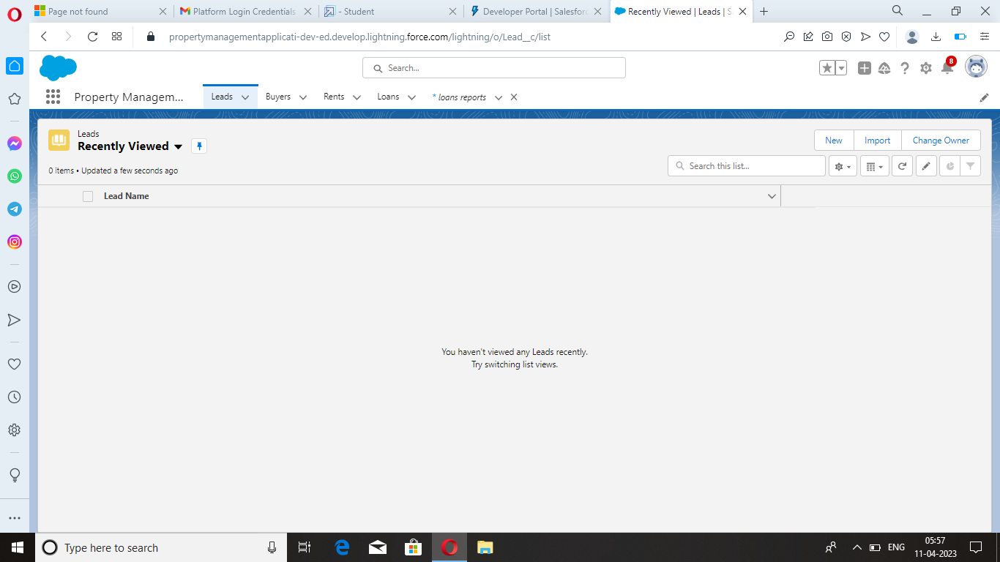 Page not found
Platform Login Credentials
- Student
Developer Portal | Salesforc
Recently Viewed | Leads | S
propertymanagementapplicati-dev-ed.develop.lightning.force.com/lightning/o/Lead__c/list
Search...
8
Property Managem...
Leads
Buyers
Rents
Loans
* loans reports
Leads
Recently Viewed
New
Import
Change Owner
0 items • Updated a few seconds ago
Search this list...
Lead Name
You haven't viewed any Leads recently.
Try switching list views.
Type here to search
ENG
05:57
11-04-2023